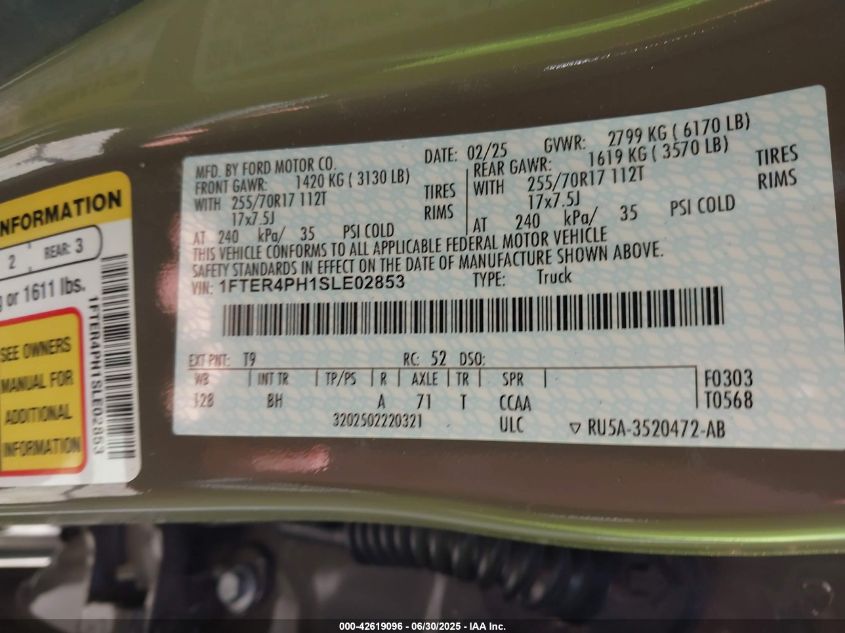 INFORMATION
2 REAR: 3
or 1611 lbs.
SEE OWNERS
MANUAL FOR
ADDITIONAL
INFORMATION
1FTER4PH1SLE02853
MFD. BY FORD MOTOR CO.
DATE: 02/25
GVWR: 2799 KG ( 6170 LB)
FRONT GAWR: 1420 KG ( 3130 LB)
WITH 255/70R17 112T TIRES
17x7.5J RIMS
AT 240 kPa/ 35 PSI COLD
REAR GAWR: 1619 KG ( 3570 LB)
WITH 255/70R17 112T TIRES
17x7.5J RIMS
AT 240 kPa/ 35 PSI COLD
THIS VEHICLE CONFORMS TO ALL APPLICABLE FEDERAL MOTOR VEHICLE
SAFETY STANDARDS IN EFFECT ON THE DATE OF MANUFACTURE SHOWN ABOVE.
VIN: 1FTER4PH1SLE02853 TYPE: Truck
EXT PNT: T9 RC: 52 DSO:
WB INT TR TP/PS R AXLE TR SPR F0303
128 BH A 71 T CCAA T0568
3202502220321 ULC ▽ RU5A-3520472-AB
000-42619096 - 06/30/2025 - IAA Inc.